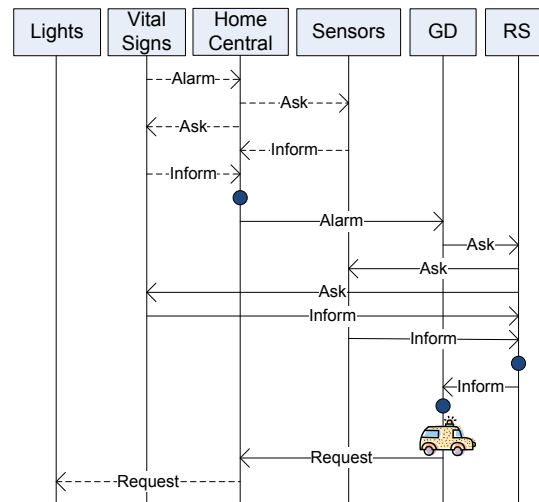 Lights
Vital
Signs
Home
Central
Sensors
GD
RS
Alarm
Ask
Ask
Inform
Inform
Alarm
Ask
Ask
Ask
Inform
Inform
Inform
Request
Request